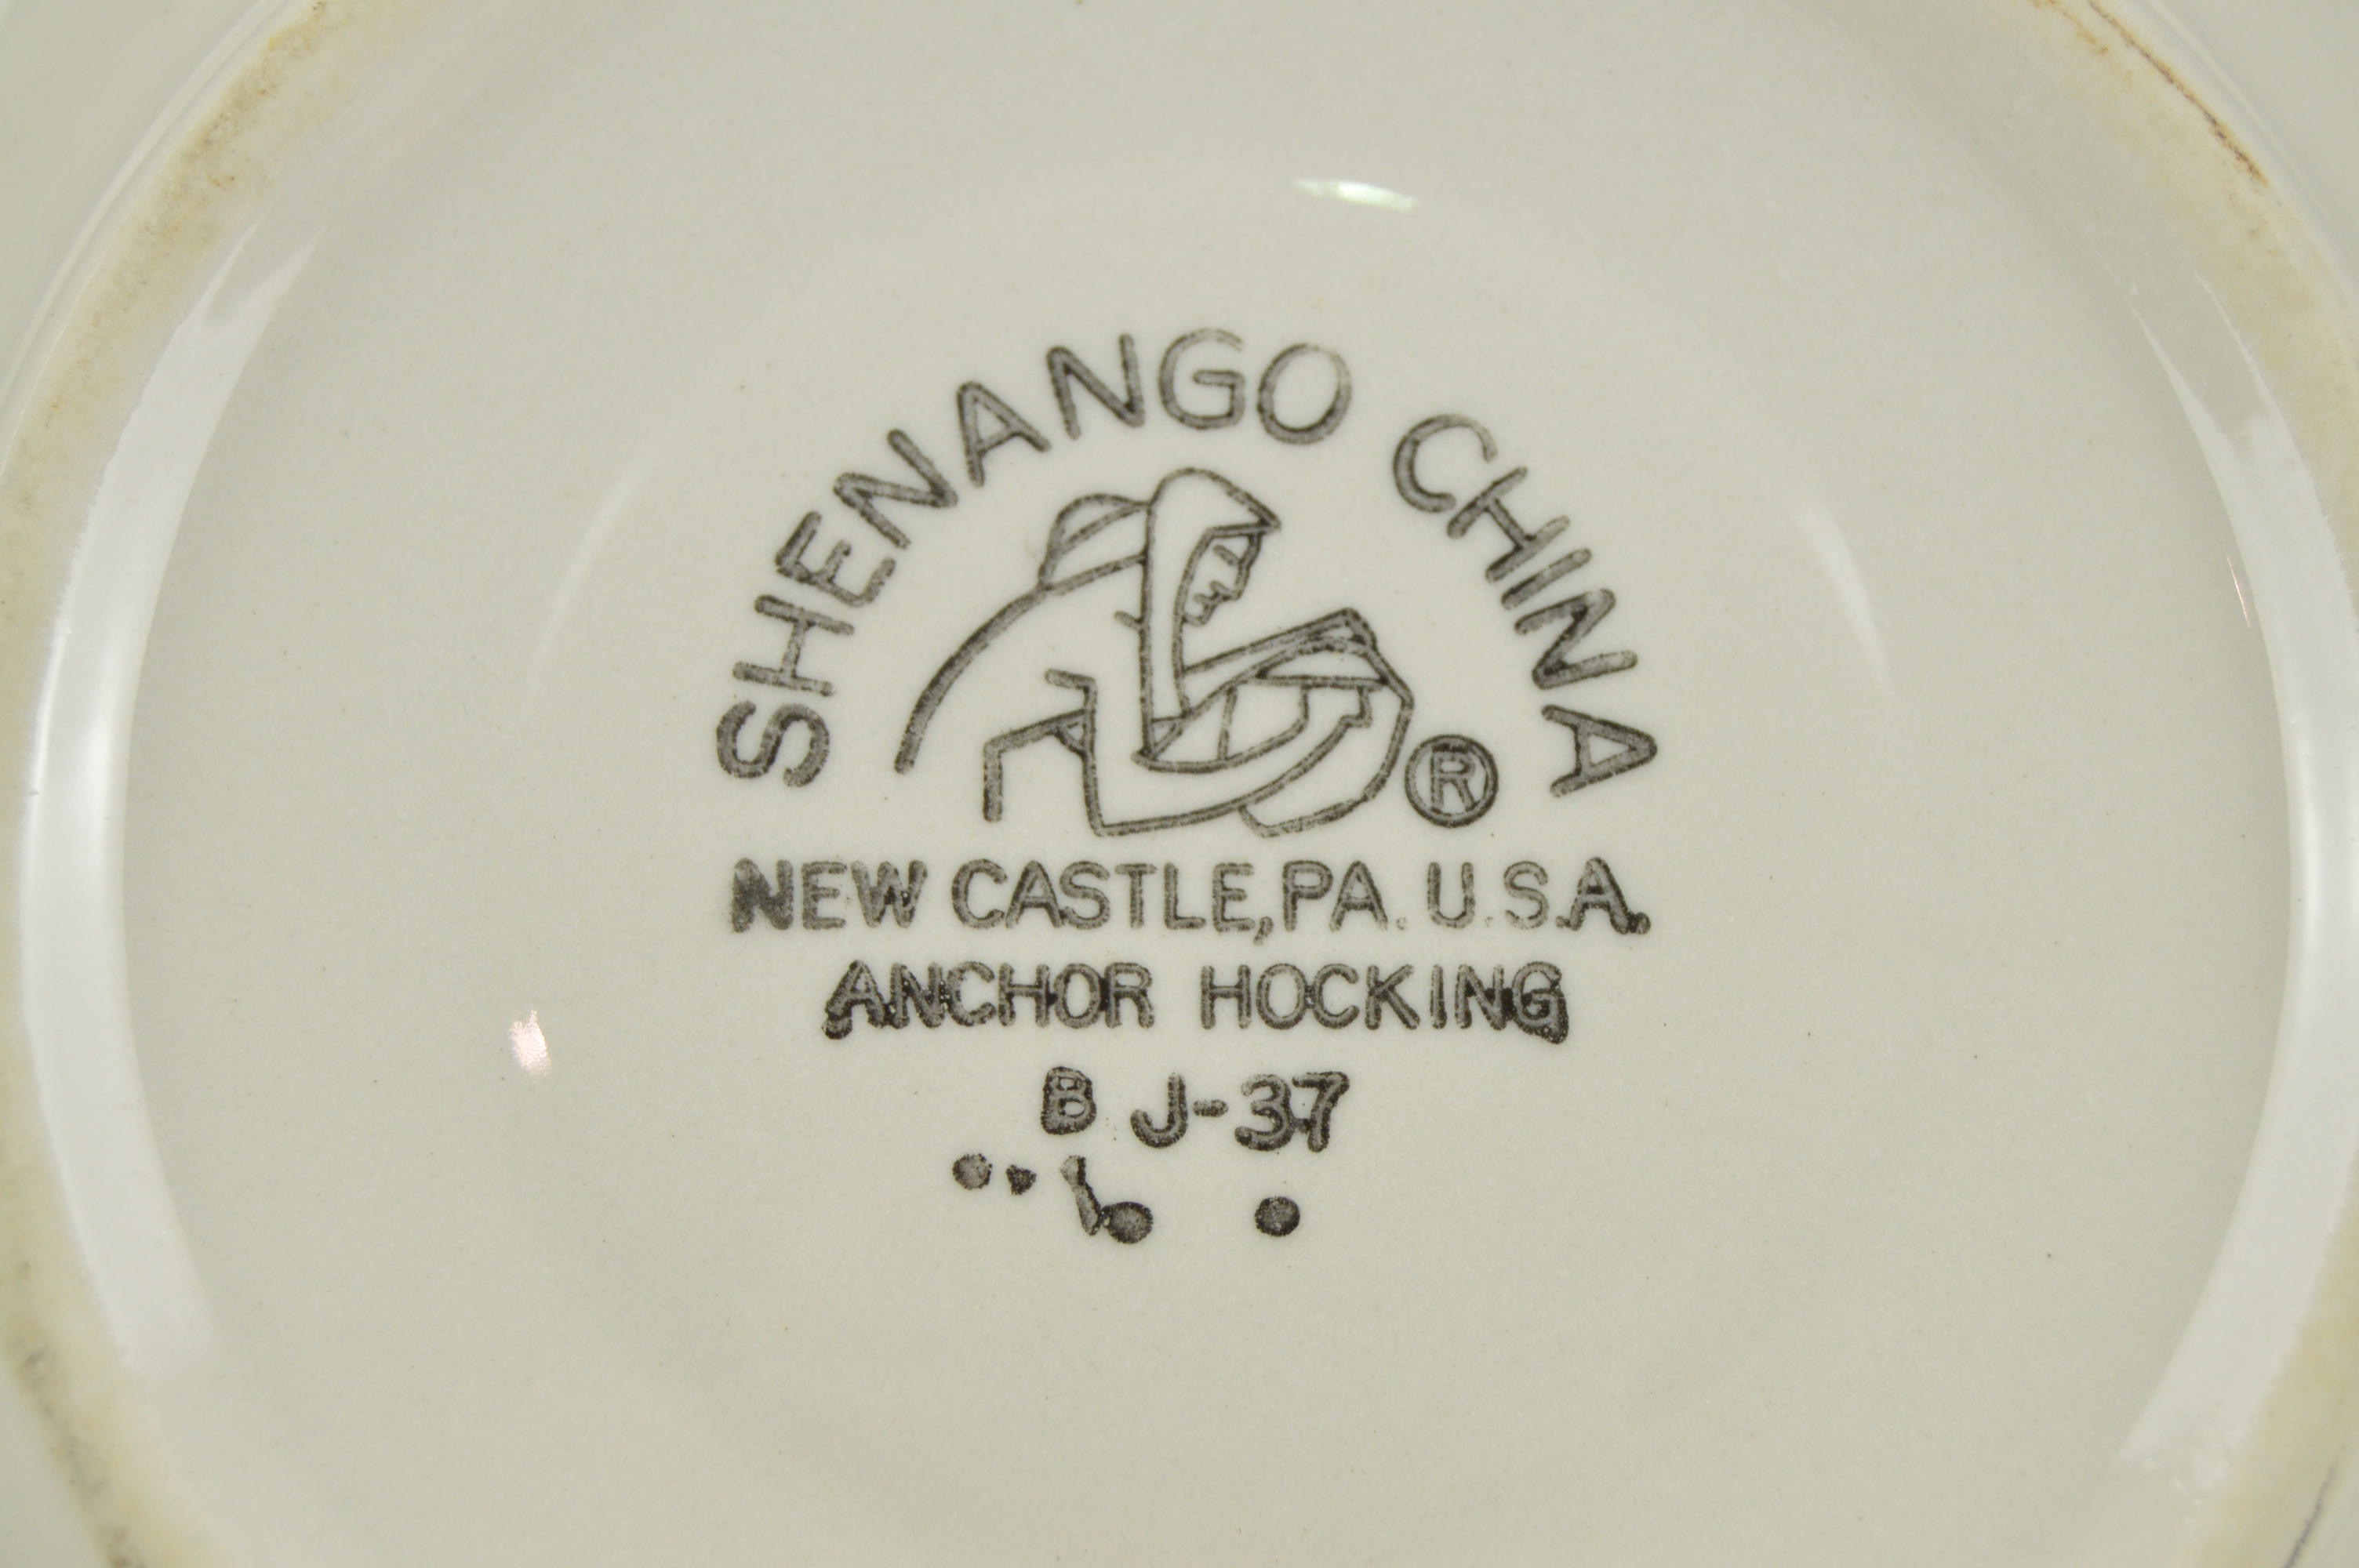 SHENANGO CHINA
®
NEW CASTLE, PA. U.S.A.
ANCHOR HOCKING
B J-37